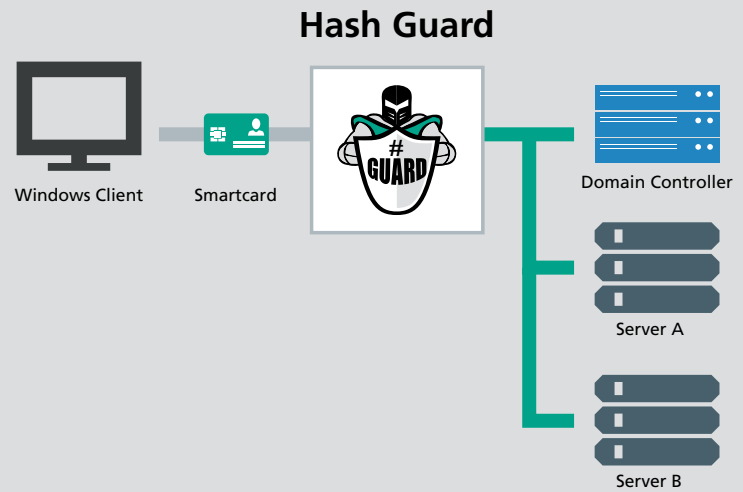 Hash Guard
#
GUARD
Windows Client
Smartcard
Domain Controller
Server A
Server B